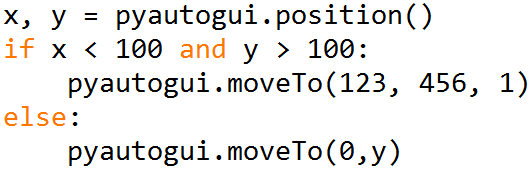 x, y = pyautogui.position()
if x < 100 and y > 100:
    pyautogui.moveTo(123, 456, 1)
else:
    pyautogui.moveTo(0,y)